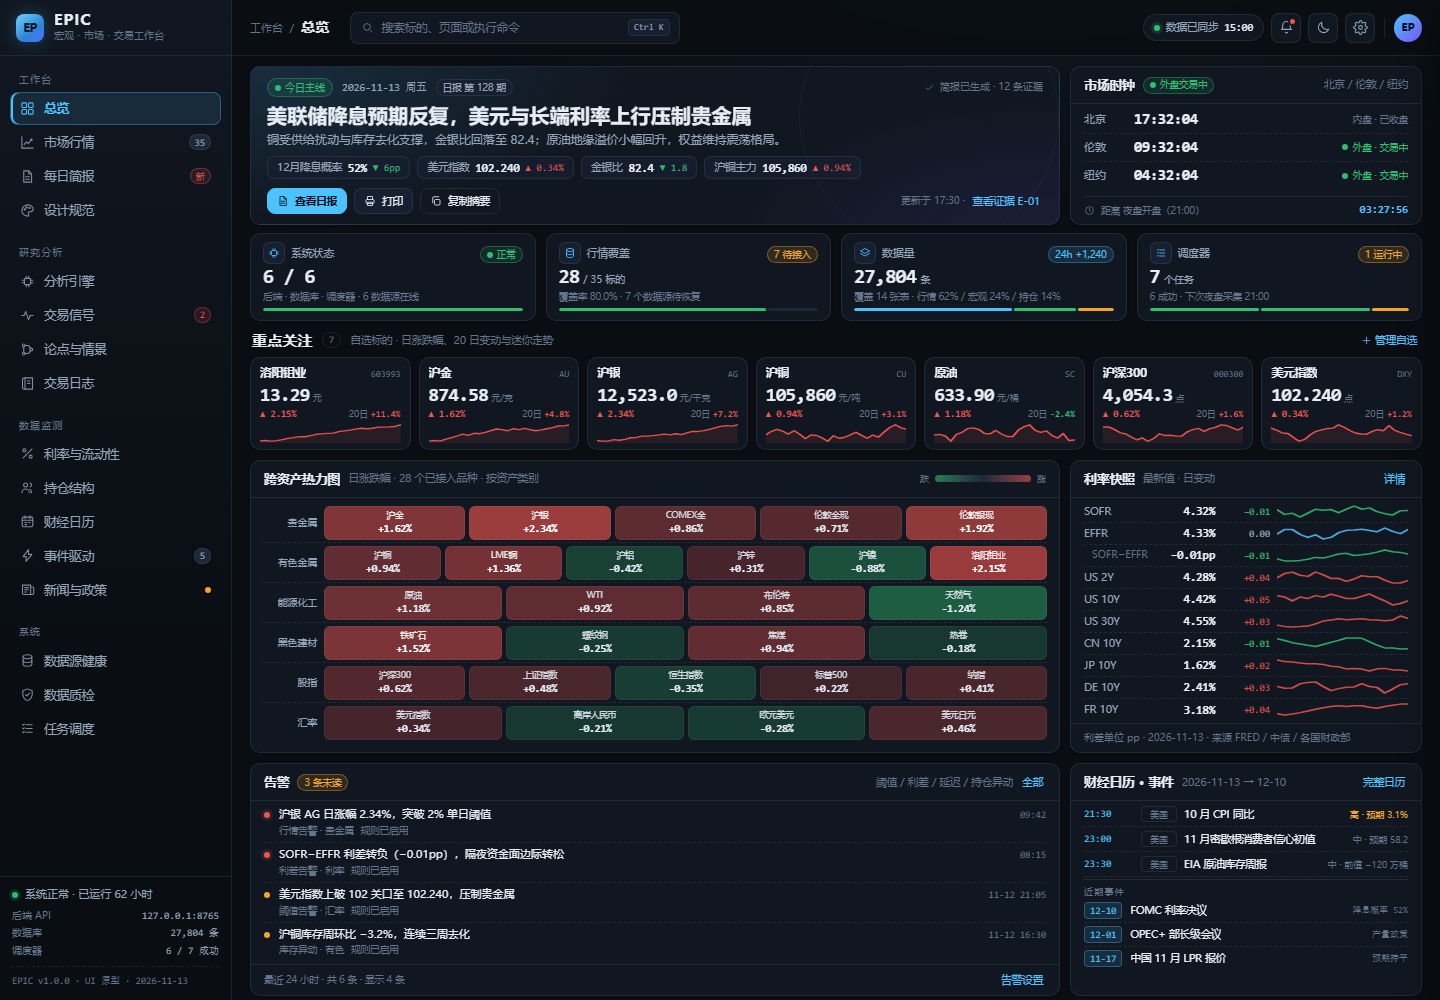 EP
EPIC
宏观 · 市场 · 交易工作台
工作台
总览
市场行情 35
每日简报 新
设计规范
研究分析
分析引擎
交易信号 2
论点与情景
交易日志
数据监测
利率与流动性
持仓结构
财经日历
事件驱动 5
新闻与政策
系统
数据源健康
数据质检
任务调度
系统正常 · 已运行 62 小时
后端 API 127.0.0.1:8765
数据库 27,804 条
调度器 6 / 7 成功
EPIC v1.0.0 · UI 原型 · 2026-11-13
工作台 / 总览
搜索标的、页面或执行命令 Ctrl K
数据已同步 15:00
EP
今日主线 2026-11-13 周五 日报 第 128 期
简报已生成 · 12 条证据
美联储降息预期反复，美元与长端利率上行压制贵金属
铜受供给扰动与库存去化支撑，金银比回落至 82.4；原油地缘溢价小幅回升，权益维持震荡格局。
12月降息概率 52% ▼ 6pp
美元指数 102.240 ▲ 0.34%
金银比 82.4 ▼ 1.8
沪铜主力 105,860 ▲ 0.94%
查看日报 打印 复制摘要
更新于 17:30 · 查看证据 E-01
市场时钟 外盘交易中 北京 / 伦敦 / 纽约
北京 17:32:04 内盘 · 已收盘
伦敦 09:32:04 外盘 · 交易中
纽约 04:32:04 外盘 · 交易中
距离 夜盘开盘（21:00） 03:27:56
系统状态 正常
6 / 6
后端 · 数据库 · 调度器 · 6 数据源在线
行情覆盖 7 待接入
28 / 35 标的
覆盖率 80.0% · 7 个数据源待恢复
数据量 24h +1,240
27,804 条
覆盖 14 张表 · 行情 62% / 宏观 24% / 持仓 14%
调度器 1 运行中
7 个任务
6 成功 · 下次夜盘采集 21:00
重点关注 7 自选标的 · 日涨跌幅、20 日变动与迷你走势
+ 管理自选
洛阳钼业 603993
13.29 元
▲ 2.15% 20日 +11.4%
沪金 AU
874.58 元/克
▲ 1.62% 20日 +4.8%
沪银 AG
12,523.0 元/千克
▲ 2.34% 20日 +7.2%
沪铜 CU
105,860 元/吨
▲ 0.94% 20日 +3.1%
原油 SC
633.90 元/桶
▲ 1.18% 20日 -2.4%
沪深300 000300
4,054.3 点
▲ 0.62% 20日 +1.6%
美元指数 DXY
102.240 点
▲ 0.34% 20日 +1.2%
跨资产热力图 日涨跌幅 · 28 个已接入品种 · 按资产类别
跌 涨
贵金属
沪金 +1.62%
沪银 +2.34%
COMEX金 +0.86%
伦敦金现 +0.71%
伦敦银现 +1.92%
有色金属
沪铜 +0.94%
LME铜 +1.36%
沪铝 -0.42%
沪锌 +0.31%
沪镍 -0.88%
洛阳钼业 +2.15%
能源化工
原油 +1.18%
WTI +0.92%
布伦特 +0.85%
天然气 -1.24%
黑色建材
铁矿石 +1.52%
螺纹钢 -0.25%
焦煤 +0.94%
热卷 -0.18%
股指
沪深300 +0.62%
上证指数 +0.48%
恒生指数 -0.35%
标普500 +0.22%
纳指 +0.41%
汇率
美元指数 +0.34%
离岸人民币 -0.21%
欧元美元 -0.28%
美元日元 +0.46%
利率快照 最新值 · 日变动 详情
SOFR 4.32% -0.01
EFFR 4.33% 0.00
SOFR−EFFR -0.01pp -0.01
US 2Y 4.28% +0.04
US 10Y 4.42% +0.05
US 30Y 4.55% +0.03
CN 10Y 2.15% -0.01
JP 10Y 1.62% +0.02
DE 10Y 2.41% +0.03
FR 10Y 3.18% +0.04
利差单位 pp · 2026-11-13 · 来源 FRED / 中债 / 各国财政部
告警 3 条未读 阈值 / 利差 / 延迟 / 持仓异动 全部
沪银 AG 日涨幅 2.34%，突破 2% 单日阈值 09:42
行情告警 · 贵金属 规则已启用
SOFR−EFFR 利差转负（−0.01pp），隔夜资金面边际转松 08:15
利差告警 · 利率 规则已启用
美元指数上破 102 关口至 102.240，压制贵金属 11-12 21:05
阈值告警 · 汇率 规则已启用
沪铜库存周环比 −3.2%，连续三周去化 11-12 16:30
库存异动 · 有色 规则已启用
最近 24 小时 · 共 6 条 · 显示 4 条 告警设置
财经日历 • 事件 2026-11-13 → 12-10 完整日历
21:30 美国 10 月 CPI 同比 高 · 预期 3.1%
23:00 美国 11 月密歇根消费者信心初值 中 · 预期 58.2
23:30 美国 EIA 原油库存周报 中 · 前值 −120 万桶
近期事件
12-10 FOMC 利率决议 降息概率 52%
12-01 OPEC+ 部长级会议 产量政策
11-17 中国 11 月 LPR 报价 预期持平